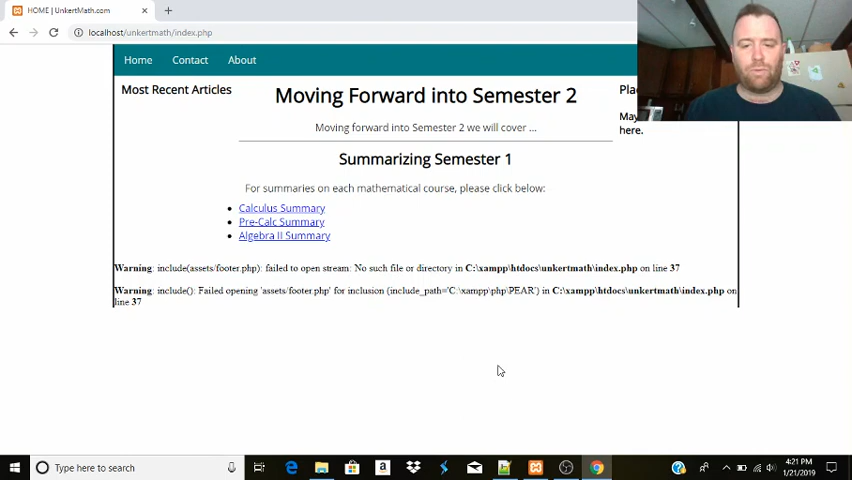 HOME | UnkertMath.com
localhost/unkertmath/index.php
Home Contact About
Most Recent Articles
Moving Forward into Semester 2
Moving forward into Semester 2 we will cover ...
Summarizing Semester 1
For summaries on each mathematical course, please click below:
Calculus Summary
Pre-Calc Summary
Algebra II Summary
here.
Warning: include(assets/footer.php): failed to open stream: No such file or directory in C:\xampp\htdocs\unkertmath\index.php on line 37
Warning: include(): Failed opening 'assets/footer.php' for inclusion (include_path='C:\xampp\php\PEAR') in C:\xampp\htdocs\unkertmath\index.php on
line 37
Type here to search
4:21 PM
1/21/2019